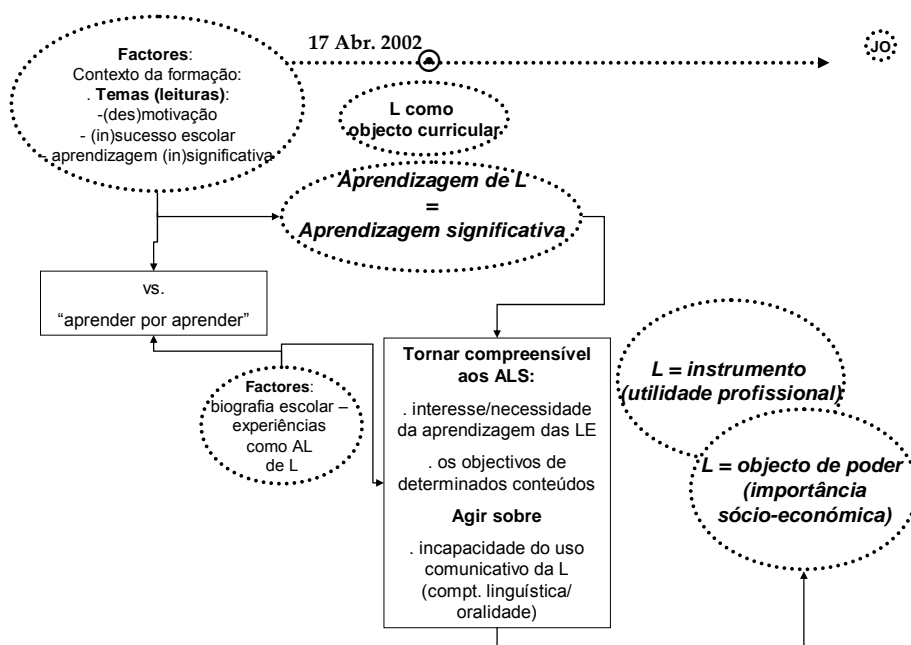 17 Abr. 2002
JO
Factores:
Contexto da formação:
. Temas (leituras):
-(des)motivação
- (in)sucesso escolar
- aprendizagem (in)significativa
L como
objecto curricular
Aprendizagem de L
=
Aprendizagem significativa
vs.
“aprender por aprender”
Factores:
biografia escolar –
experiências
como AL
de L
Tornar compreensível
aos ALS:
. interesse/necessidade
da aprendizagem das LE
. os objectivos de
determinados conteúdos
Agir sobre
. incapacidade do uso
comunicativo da L
(compt. linguística/
oralidade)
L = instrumento
(utilidade profissional)
L = objecto de poder
(importância
sócio-económica)